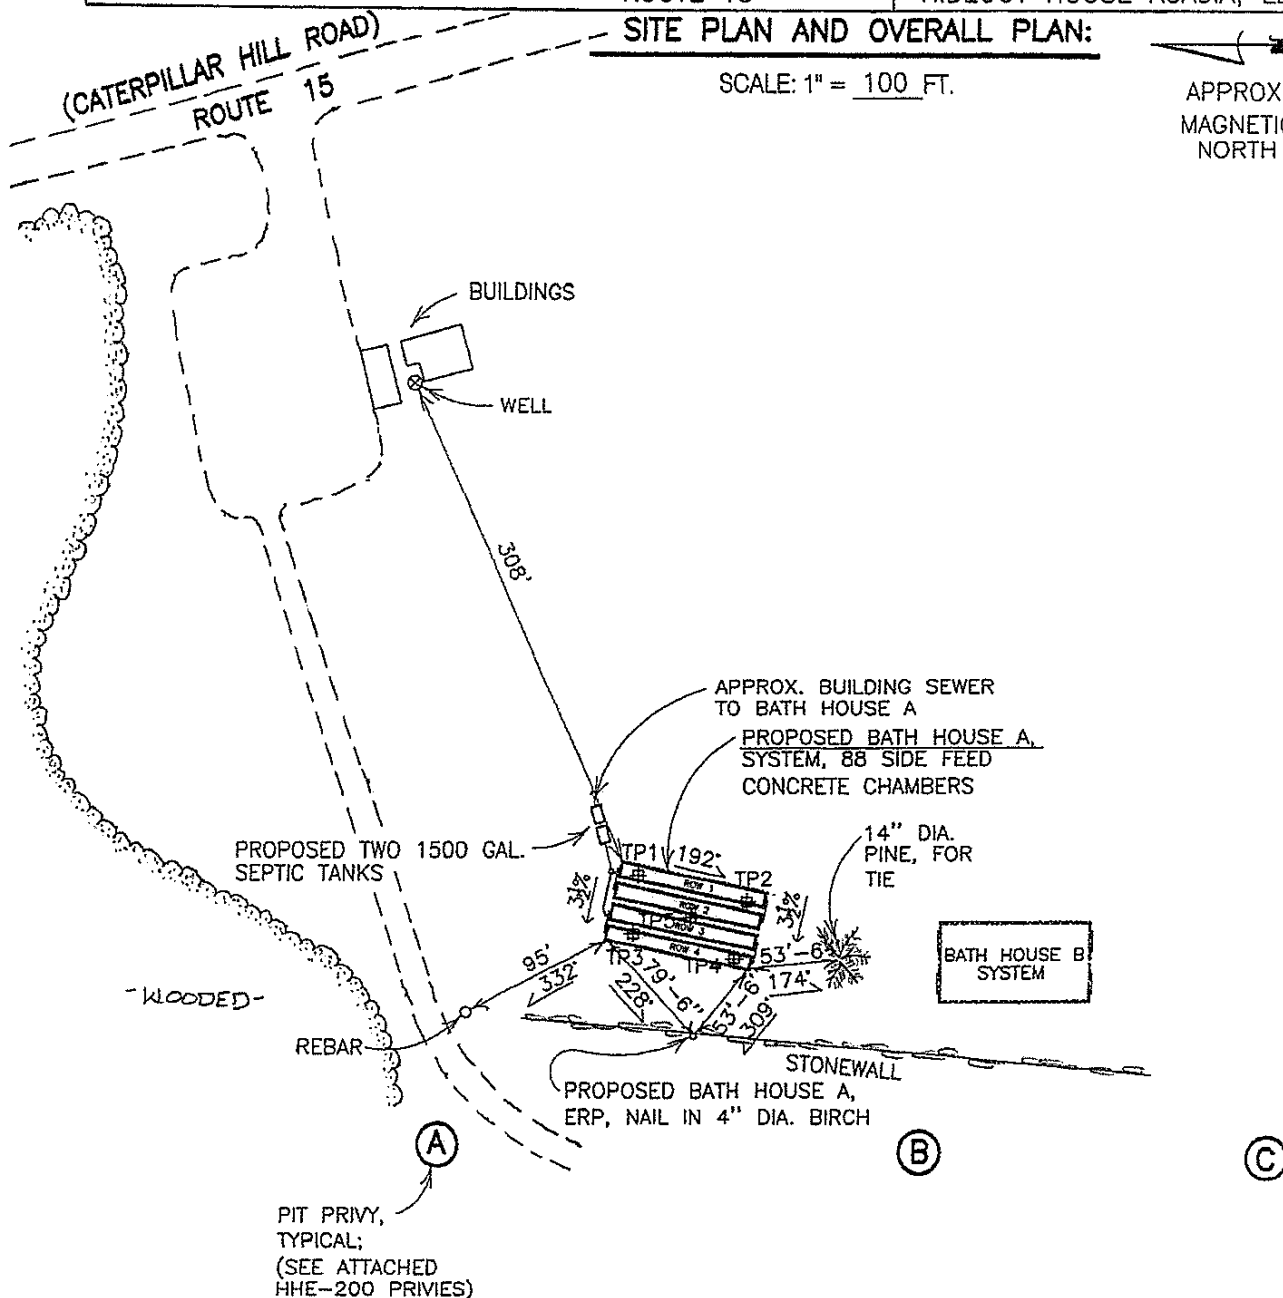 SITE PLAN AND OVERALL PLAN:
SCALE: 1" = 100 FT.
APPROX
MAGNETIC
NORTH
(CATERPILLAR HILL ROAD)
ROUTE 15
BUILDINGS
WELL
308'
APPROX. BUILDING SEWER
TO BATH HOUSE A
PROPOSED BATH HOUSE A,
SYSTEM, 88 SIDE FEED
CONCRETE CHAMBERS
14" DIA.
PINE, FOR
TIE
PROPOSED TWO 1500 GAL.
SEPTIC TANKS
TP1
192°
TP2
ROW 1
ROW 2
TP5
ROW 3
ROW 4
TP3
TP4
53'-6"
174°
BATH HOUSE B
SYSTEM
95'
332°
79'-6"
228°
53'-6"
309°
-WOODED-
REBAR
STONEWALL
PROPOSED BATH HOUSE A,
ERP, NAIL IN 4" DIA. BIRCH
A
B
C
PIT PRIVY,
TYPICAL;
(SEE ATTACHED
HHE-200 PRIVIES)